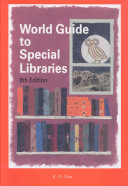 World Guide
to
Special
Libraries
8th Edition
K · G · Saur